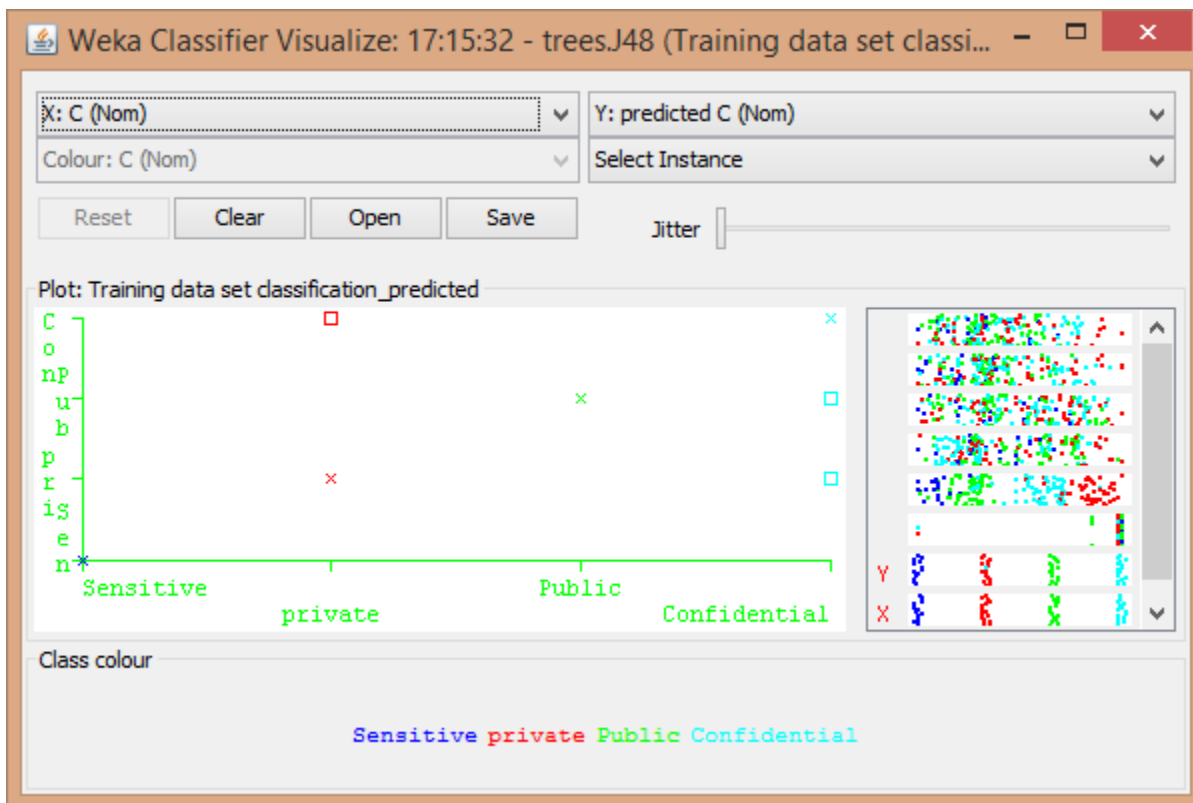 Weka Classifier Visualize: 17:15:32 - trees.J48 (Training data set classi...
X: C (Nom)
Y: predicted C (Nom)
Colour: C (Nom)
Select Instance
Reset
Clear
Open
Save
Jitter
Plot: Training data set classification_predicted
C
o
nP
u
b
p
r
is
e
n
Sensitive
private
Public
Confidential
Y
X
Class colour
Sensitive private Public Confidential